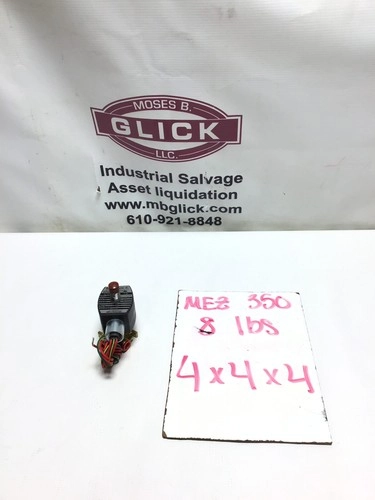 MOSES B.
GLICK
LLC.
Industrial Salvage
Asset liquidation
www.mbglick.com
610-921-8848
MEZ 350
8 lbs
4x4x4